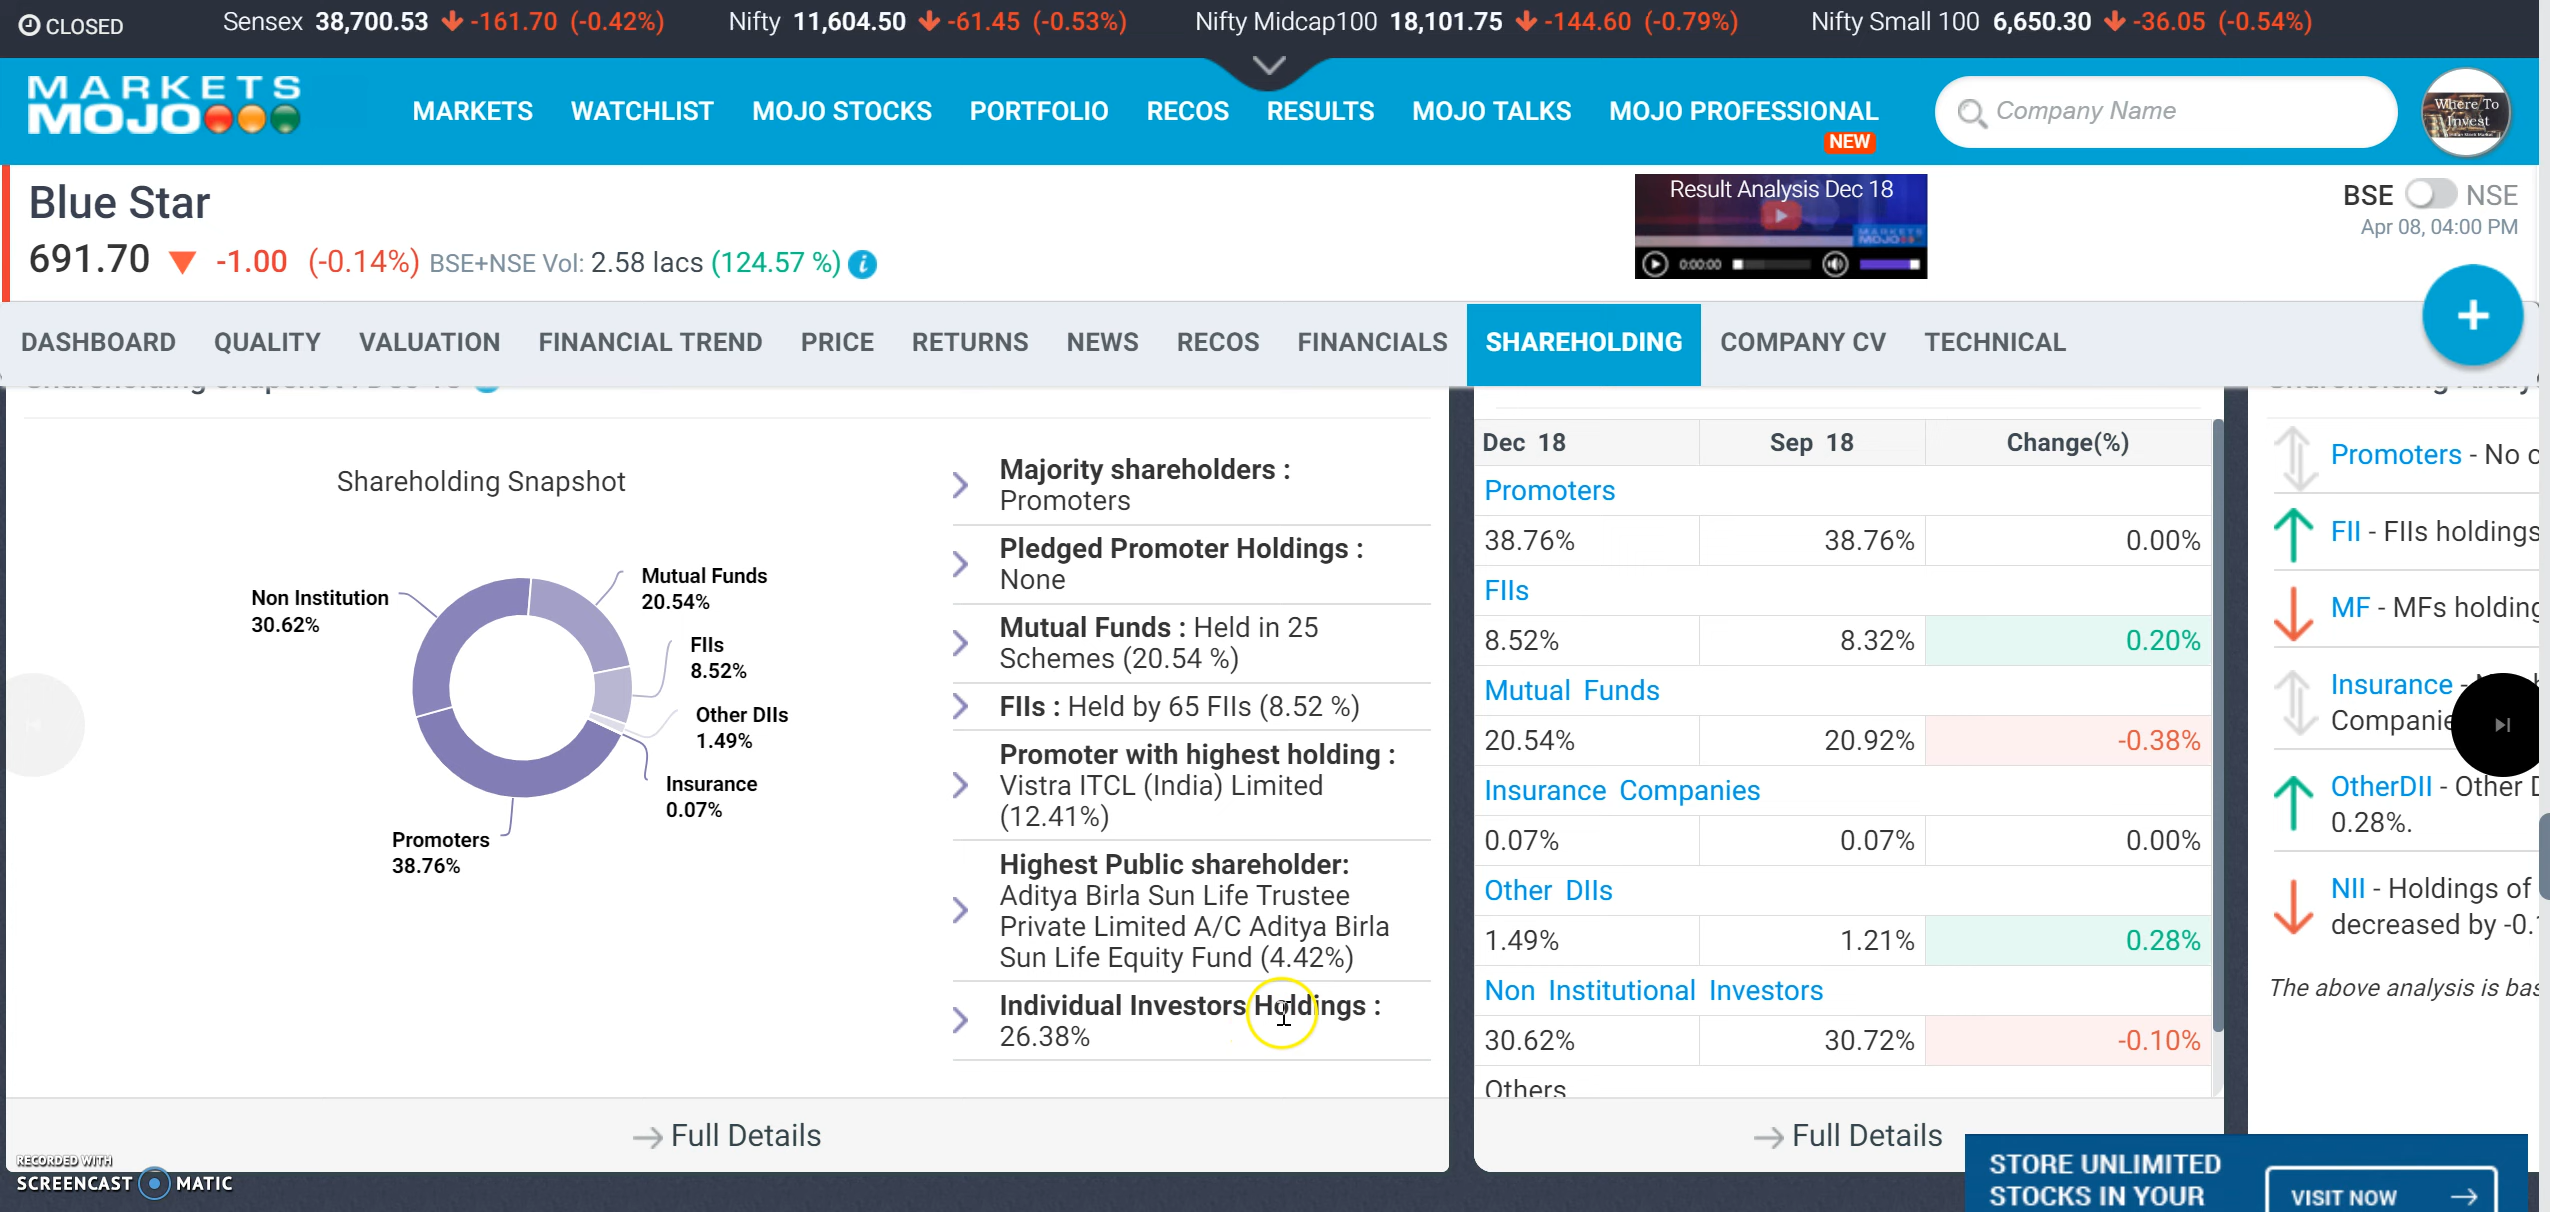 CLOSED Sensex 38,700.53 -161.70 (-0.42%) Nifty 11,604.50 -61.45 (-0.53%) Nifty Midcap100 18,101.75 -144.60 (-0.79%) Nifty Small 100 6,650.30 -36.05 (-0.54%)
MARKETS
MOJO
MARKETS WATCHLIST MOJO STOCKS PORTFOLIO RECOS RESULTS MOJO TALKS MOJO PROFESSIONAL
NEW
Company Name
Where To
Invest
Blue Star
691.70 -1.00 (-0.14%) BSE+NSE Vol: 2.58 lacs (124.57 %) i
Result Analysis Dec 18
MARKETS
MOJO
0:00:00
BSE NSE
Apr 08, 04:00 PM
+
DASHBOARD QUALITY VALUATION FINANCIAL TREND PRICE RETURNS NEWS RECOS FINANCIALS SHAREHOLDING COMPANY CV TECHNICAL
Shareholding Snapshot
Non Institution
30.62%
Mutual Funds
20.54%
FIIs
8.52%
Other DIIs
1.49%
Insurance
0.07%
Promoters
38.76%
Majority shareholders :
Promoters
Pledged Promoter Holdings :
None
Mutual Funds : Held in 25
Schemes (20.54 %)
FIIs : Held by 65 FIIs (8.52 %)
Promoter with highest holding :
Vistra ITCL (India) Limited
(12.41%)
Highest Public shareholder:
Aditya Birla Sun Life Trustee
Private Limited A/C Aditya Birla
Sun Life Equity Fund (4.42%)
Individual Investors Holdings :
26.38%
Full Details
Dec 18 Sep 18 Change(%)
Promoters
38.76% 38.76% 0.00%
FIIs
8.52% 8.32% 0.20%
Mutual Funds
20.54% 20.92% -0.38%
Insurance Companies
0.07% 0.07% 0.00%
Other DIIs
1.49% 1.21% 0.28%
Non Institutional Investors
30.62% 30.72% -0.10%
Others
Full Details
Promoters - No
FII - FIIs holdings
MF - MFs holding
Insurance -
OtherDII - Other
0.28%.
NII - Holdings of
decreased by
The above analysis is
RECORDED WITH
SCREENCAST MATIC
STORE UNLIMITED
STOCKS IN YOUR
VISIT NOW